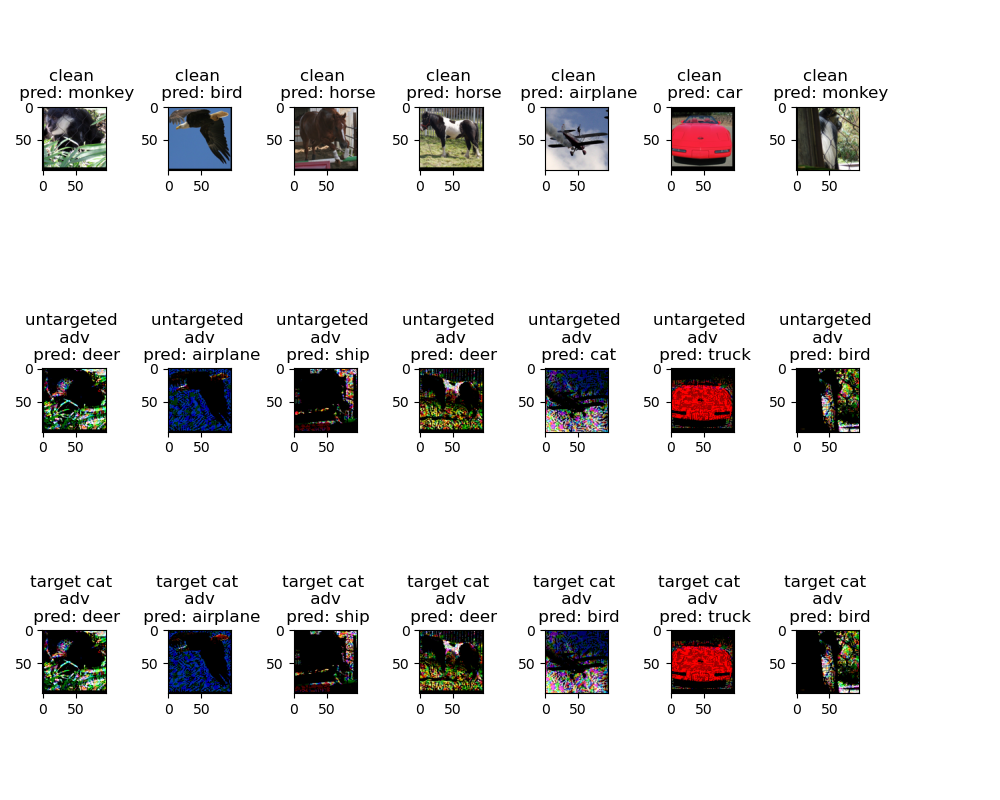 clean clean clean clean clean clean clean
pred: monkey pred: bird pred: horse pred: horse pred: airplane pred: car pred: monkey
0 0 0 0 0 0 0
50 50 50 50 50 50 50
0 50 0 50 0 50 0 50 0 50 0 50 0 50
untargeted untargeted untargeted untargeted untargeted untargeted untargeted
adv adv adv adv adv adv adv
pred: deer pred: airplane pred: ship pred: deer pred: cat pred: truck pred: bird
0 0 0 0 0 0 0
50 50 50 50 50 50 50
0 50 0 50 0 50 0 50 0 50 0 50 0 50
target cat target cat target cat target cat target cat target cat target cat
adv adv adv adv adv adv adv
pred: deer pred: airplane pred: ship pred: deer pred: bird pred: truck pred: bird
0 0 0 0 0 0 0
50 50 50 50 50 50 50
0 50 0 50 0 50 0 50 0 50 0 50 0 50